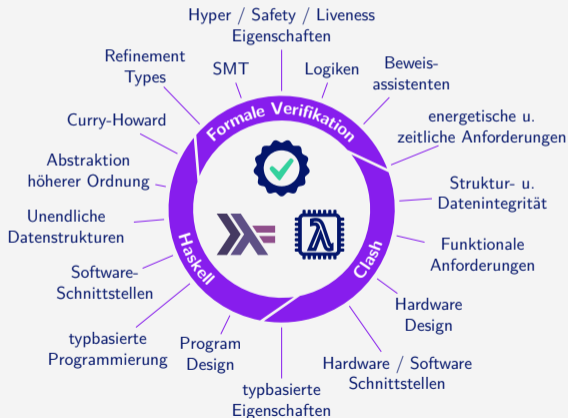 Hyper / Safety / Liveness
Eigenschaften
Refinement
Types
SMT
Logiken
Beweis-
assistenten
Curry-Howard
Formale Verifikation
energetische u.
zeitliche Anforderungen
Abstraktion
höherer Ordnung
Struktur- u.
Datenintegrität
Unendliche
Datenstrukturen
Haskell
Clash
Funktionale
Anforderungen
Software-
Schnittstellen
Hardware
Design
typbasierte
Programmierung
Program
Design
Hardware / Software
Schnittstellen
typbasierte
Eigenschaften